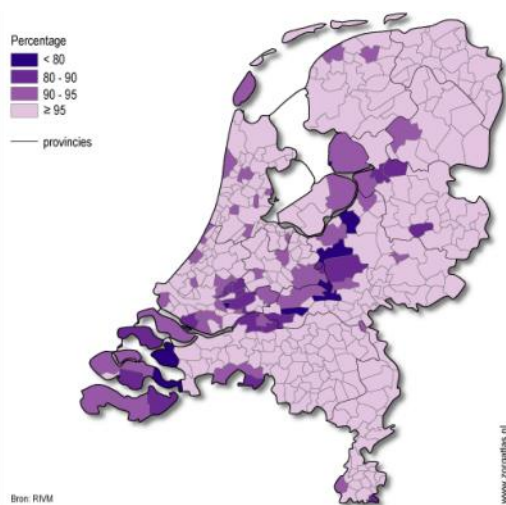 Percentage
< 80
80 - 90
90 - 95
≥ 95
provincies
Bron: RIVM
www.zorgatlas.nl